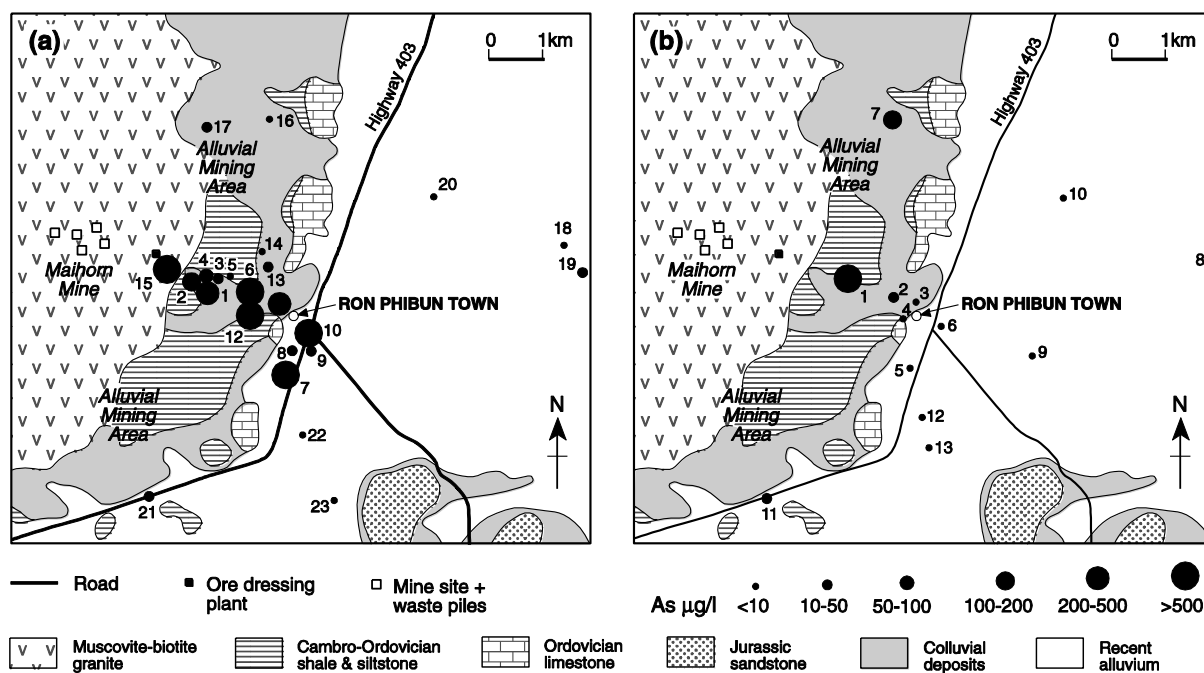 (a)
0 1km
Highway 403
16
17
Alluvial
Mining
Area
20
18
19
14
Maihorn
Mine
15
4 3 5 6
13
2
1
RON PHIBUN TOWN
12
10
8
9
7
Alluvial
Mining
Area
22
N
23
21
(b)
0 1km
Highway 403
7
Alluvial
Mining
Area
10
8
Maihorn
Mine
1
2
3
RON PHIBUN TOWN
4
6
9
5
Alluvial
Mining
Area
12
13
N
11
Road
Ore dressing
plant
Mine site +
waste piles
As µg/l <10 10-50 50-100 100-200 200-500 >500
Muscovite-biotite
granite
Cambro-Ordovician
shale & siltstone
Ordovician
limestone
Jurassic
sandstone
Colluvial
deposits
Recent
alluvium